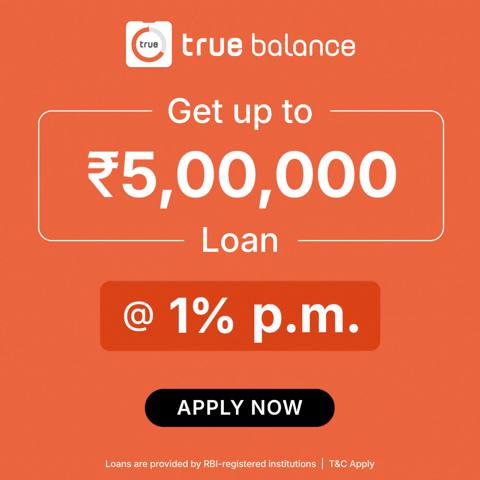 true
true balance
Get up to
₹5,00,000
Loan
@ 1% p.m.
APPLY NOW
Loans are provided by RBI-registered institutions | T&C Apply